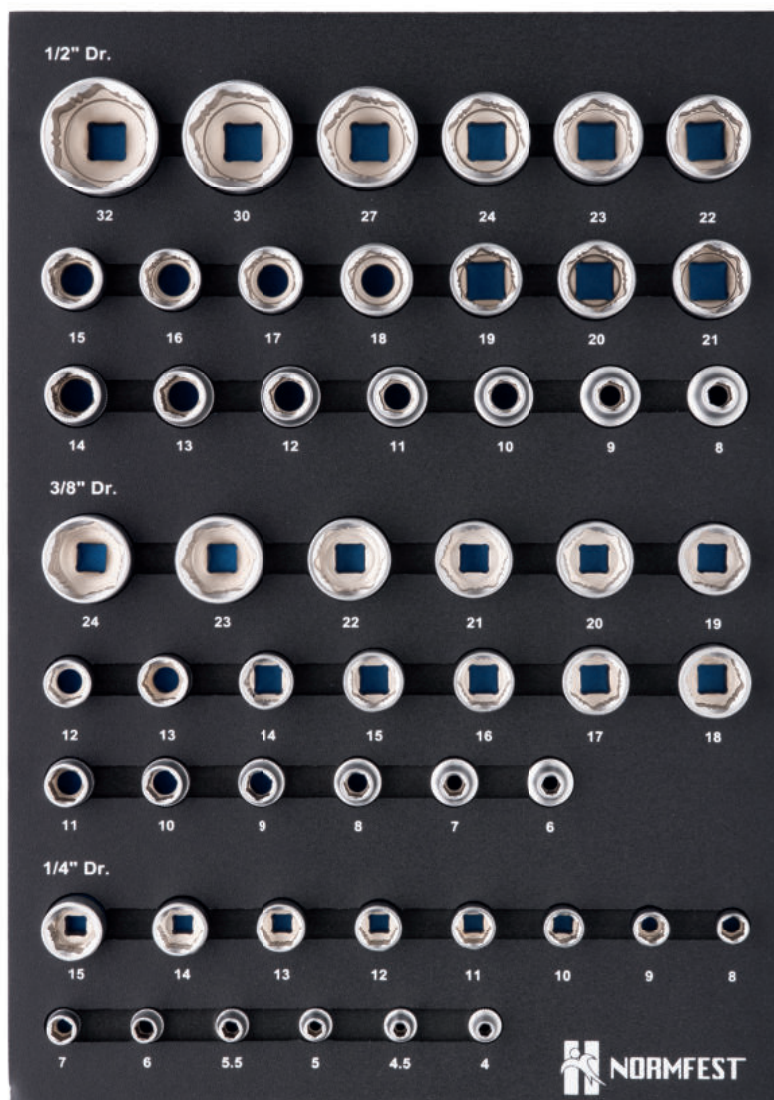 1/2" Dr.
32 30 27 24 23 22
15 16 17 18 19 20 21
14 13 12 11 10 9 8
3/8" Dr.
24 23 22 21 20 19
12 13 14 15 16 17 18
11 10 9 8 7 6
1/4" Dr.
15 14 13 12 11 10 9 8
7 6 5.5 5 4.5 4
NORMFEST